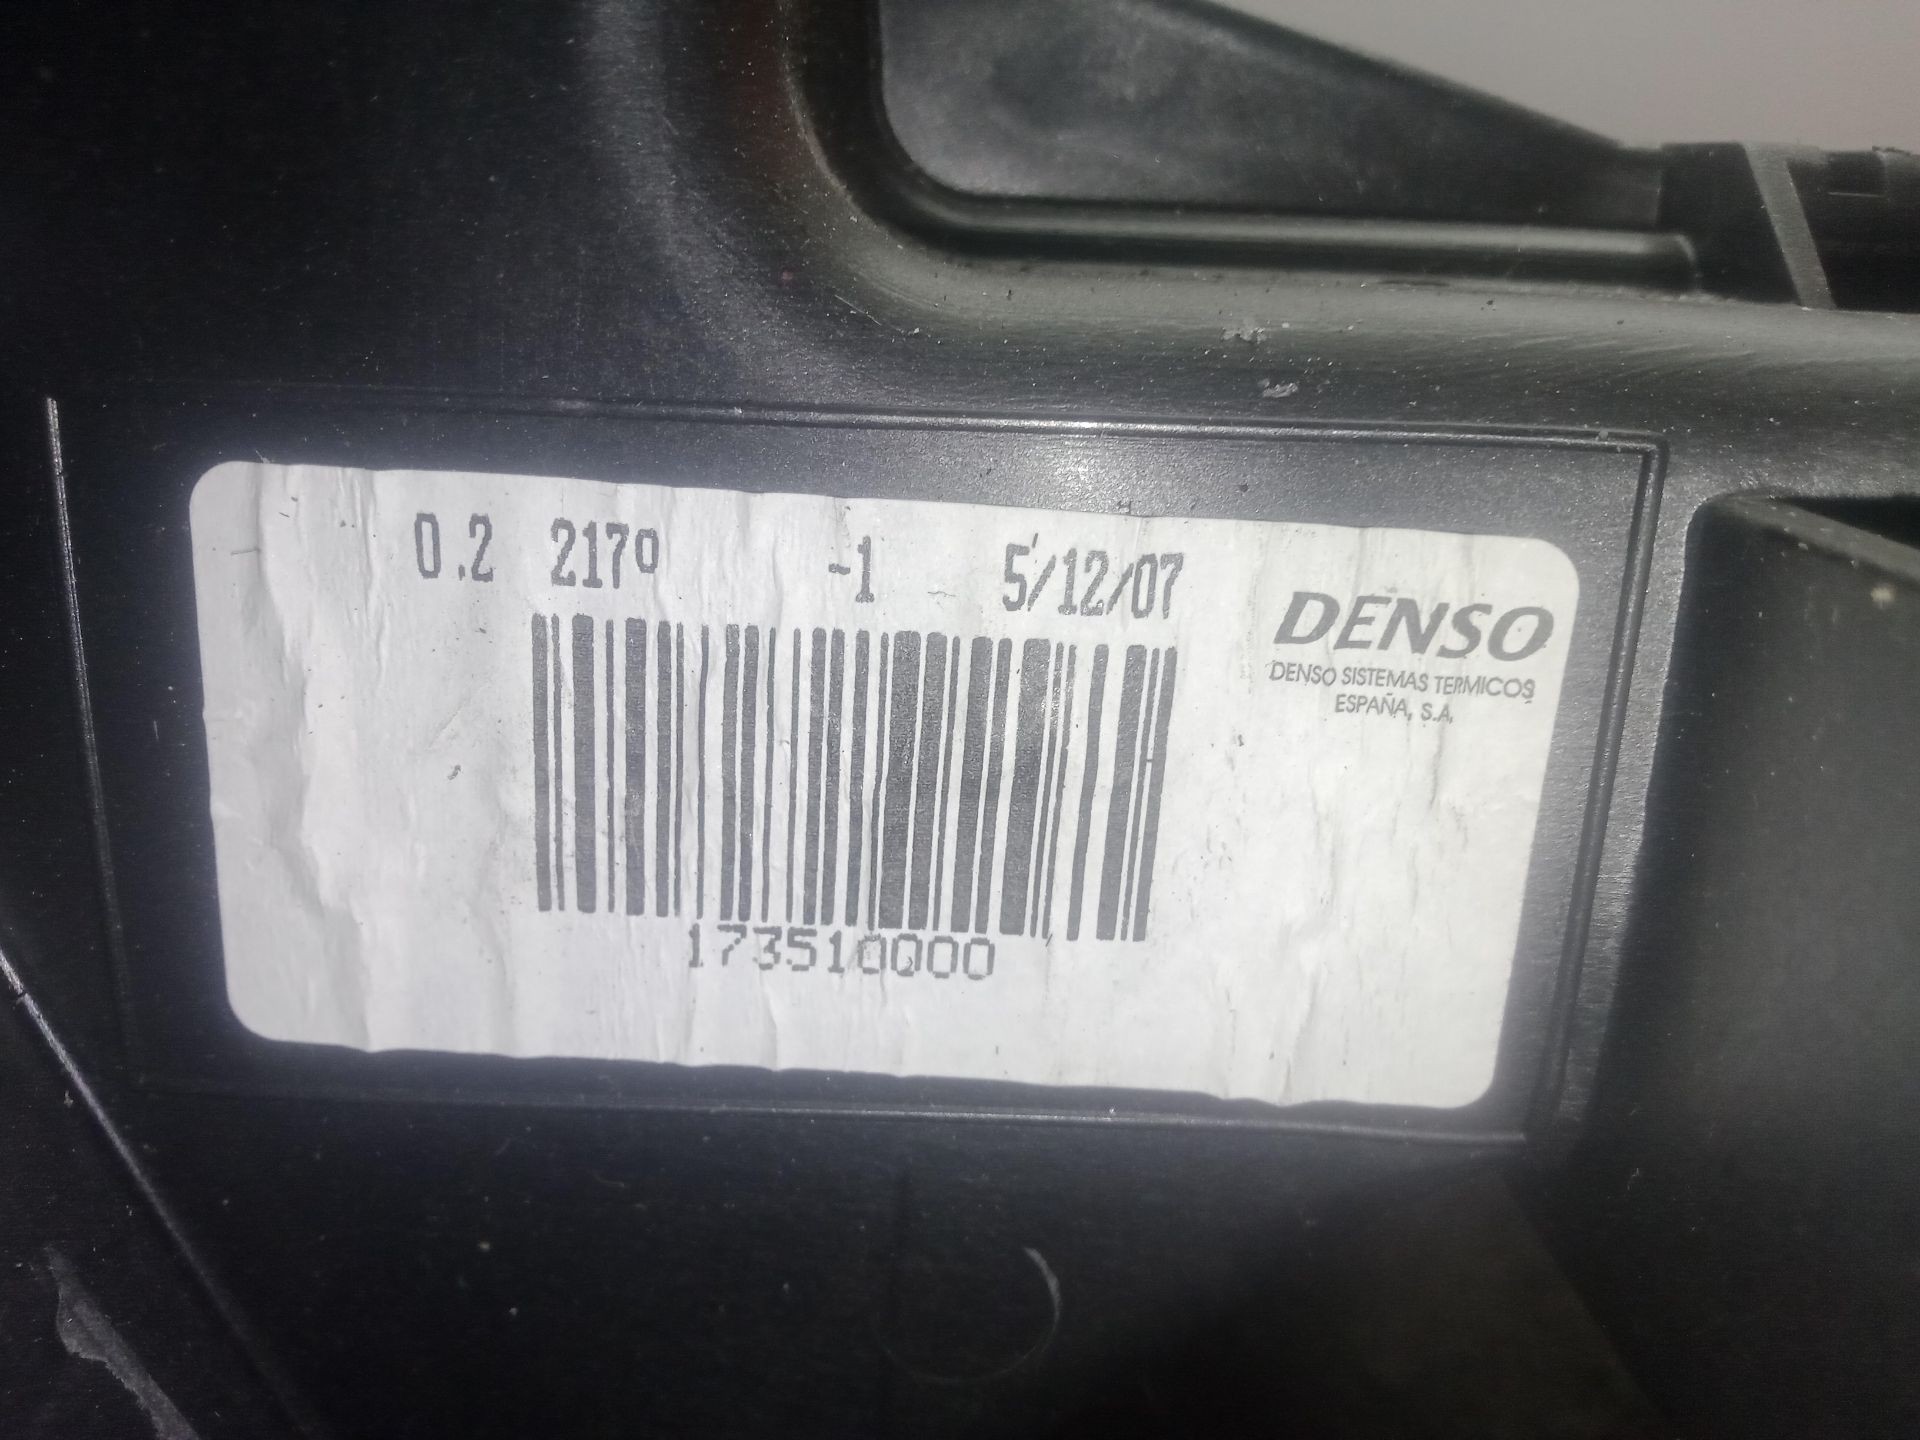 0.2 217º -1 5/12/07
DENSO
DENSO SISTEMAS TERMICOS
ESPAÑA, S.A.
173510000